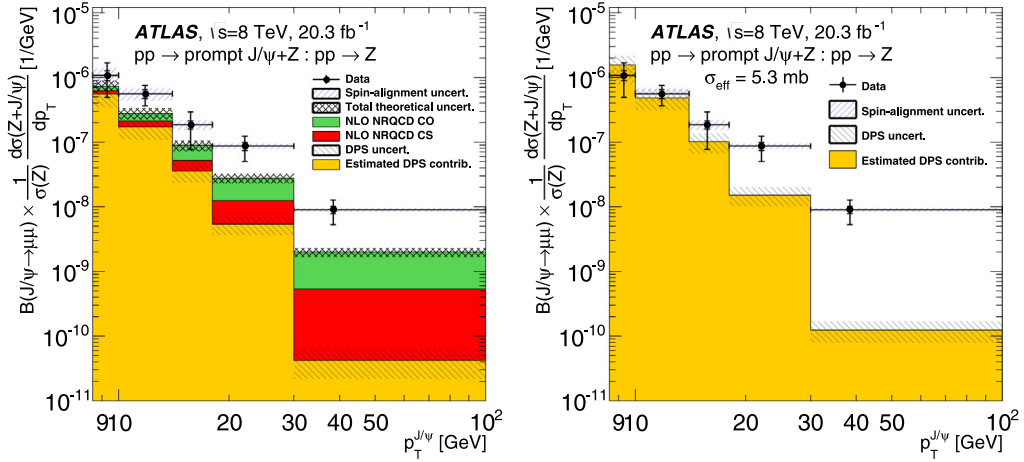 ATLAS, √s=8 TeV, 20.3 fb⁻¹
pp → prompt J/ψ+Z : pp → Z
Data
Spin-alignment uncert.
Total theoretical uncert.
NLO NRQCD CO
NLO NRQCD CS
DPS uncert.
Estimated DPS contrib.
B(J/ψ→μμ) × 1/σ(Z) dσ(Z+J/ψ)/dp_T [1/GeV]
10⁻⁵
10⁻⁶
10⁻⁷
10⁻⁸
10⁻⁹
10⁻¹⁰
10⁻¹¹
9 10 20 30 40 50 10²
p_T^{J/ψ} [GeV]
ATLAS, √s=8 TeV, 20.3 fb⁻¹
pp → prompt J/ψ+Z : pp → Z
σ_eff = 5.3 mb
Data
Spin-alignment uncert.
DPS uncert.
Estimated DPS contrib.
B(J/ψ→μμ) × 1/σ(Z) dσ(Z+J/ψ)/dp_T [1/GeV]
10⁻⁵
10⁻⁶
10⁻⁷
10⁻⁸
10⁻⁹
10⁻¹⁰
10⁻¹¹
9 10 20 30 40 50 10²
p_T^{J/ψ} [GeV]